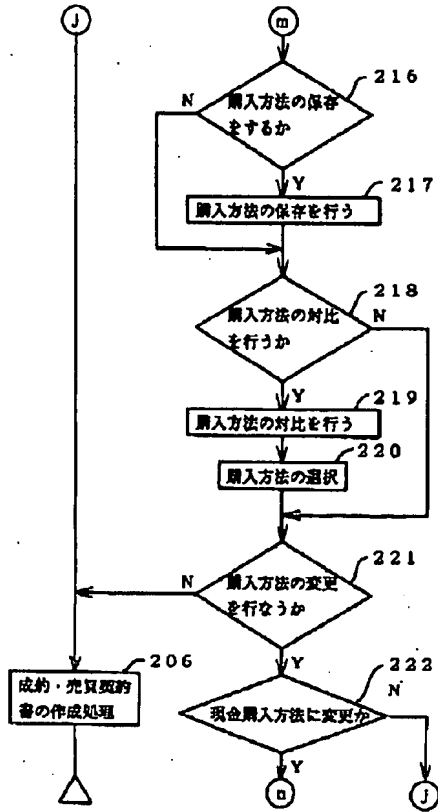 J
m
216
N
購入方法の保存
をするか
Y
217
購入方法の保存を行う
218
購入方法の対比
を行うか
N
Y
219
購入方法の対比を行う
220
購入方法の選択
221
N
購入方法の変更
を行なうか
Y
206
成約・売買契約
書の作成処理
222
現金購入方法に変更か
N
Y
n
j